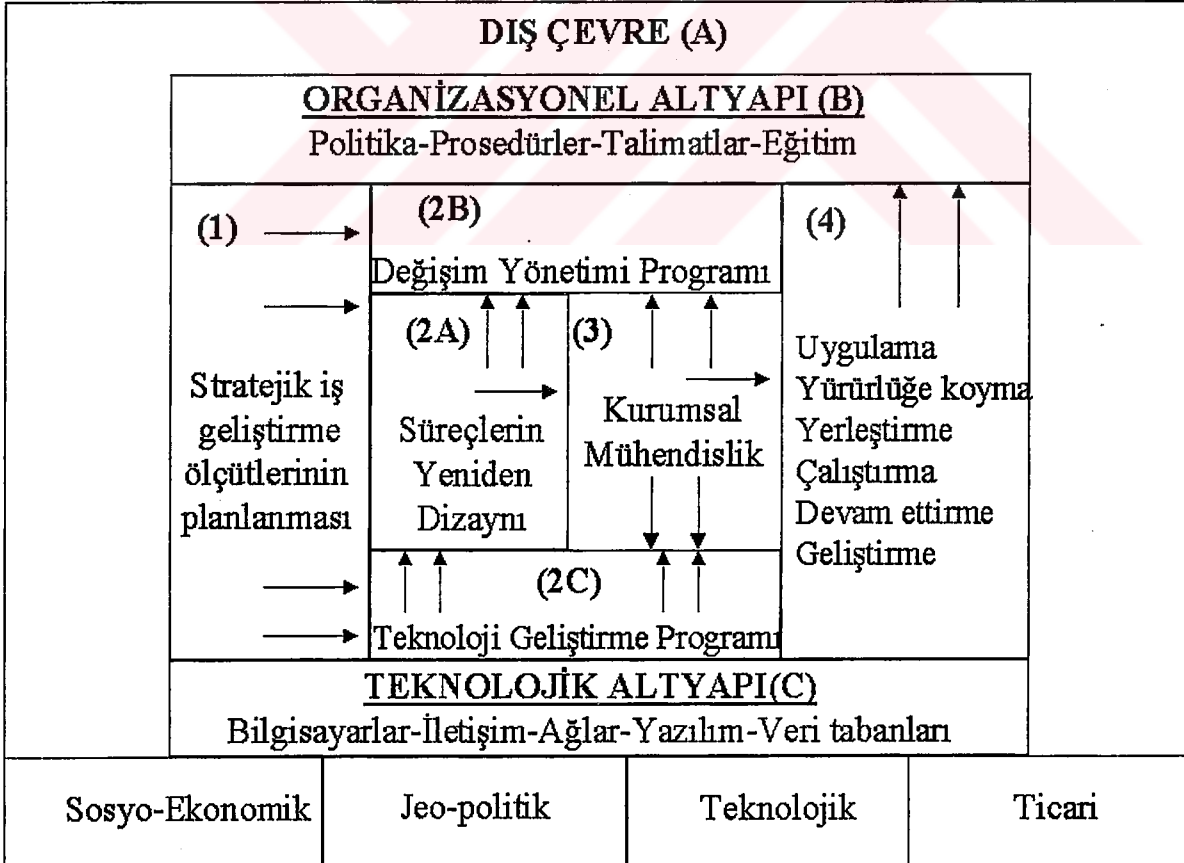 DIŞ ÇEVRE (A)
ORGANİZASYONEL ALTYAPI (B)
Politika-Prosedürler-Talimatlar-Eğitim
(1)
Stratejik iş
geliştirme
ölçütlerinin
planlanması
(2B)
Değişim Yönetimi Programı
(2A)
Süreçlerin
Yeniden
Dizaynı
(3)
Kurumsal
Mühendislik
(2C)
Teknoloji Geliştirme Programı
(4)
Uygulama
Yürürlüğe koyma
Yerleştirme
Çalıştırma
Devam ettirme
Geliştirme
TEKNOLOJİK ALTYAPI(C)
Bilgisayarlar-İletişim-Ağlar-Yazılım-Veri tabanları
Sosyo-Ekonomik
Jeo-politik
Teknolojik
Ticari